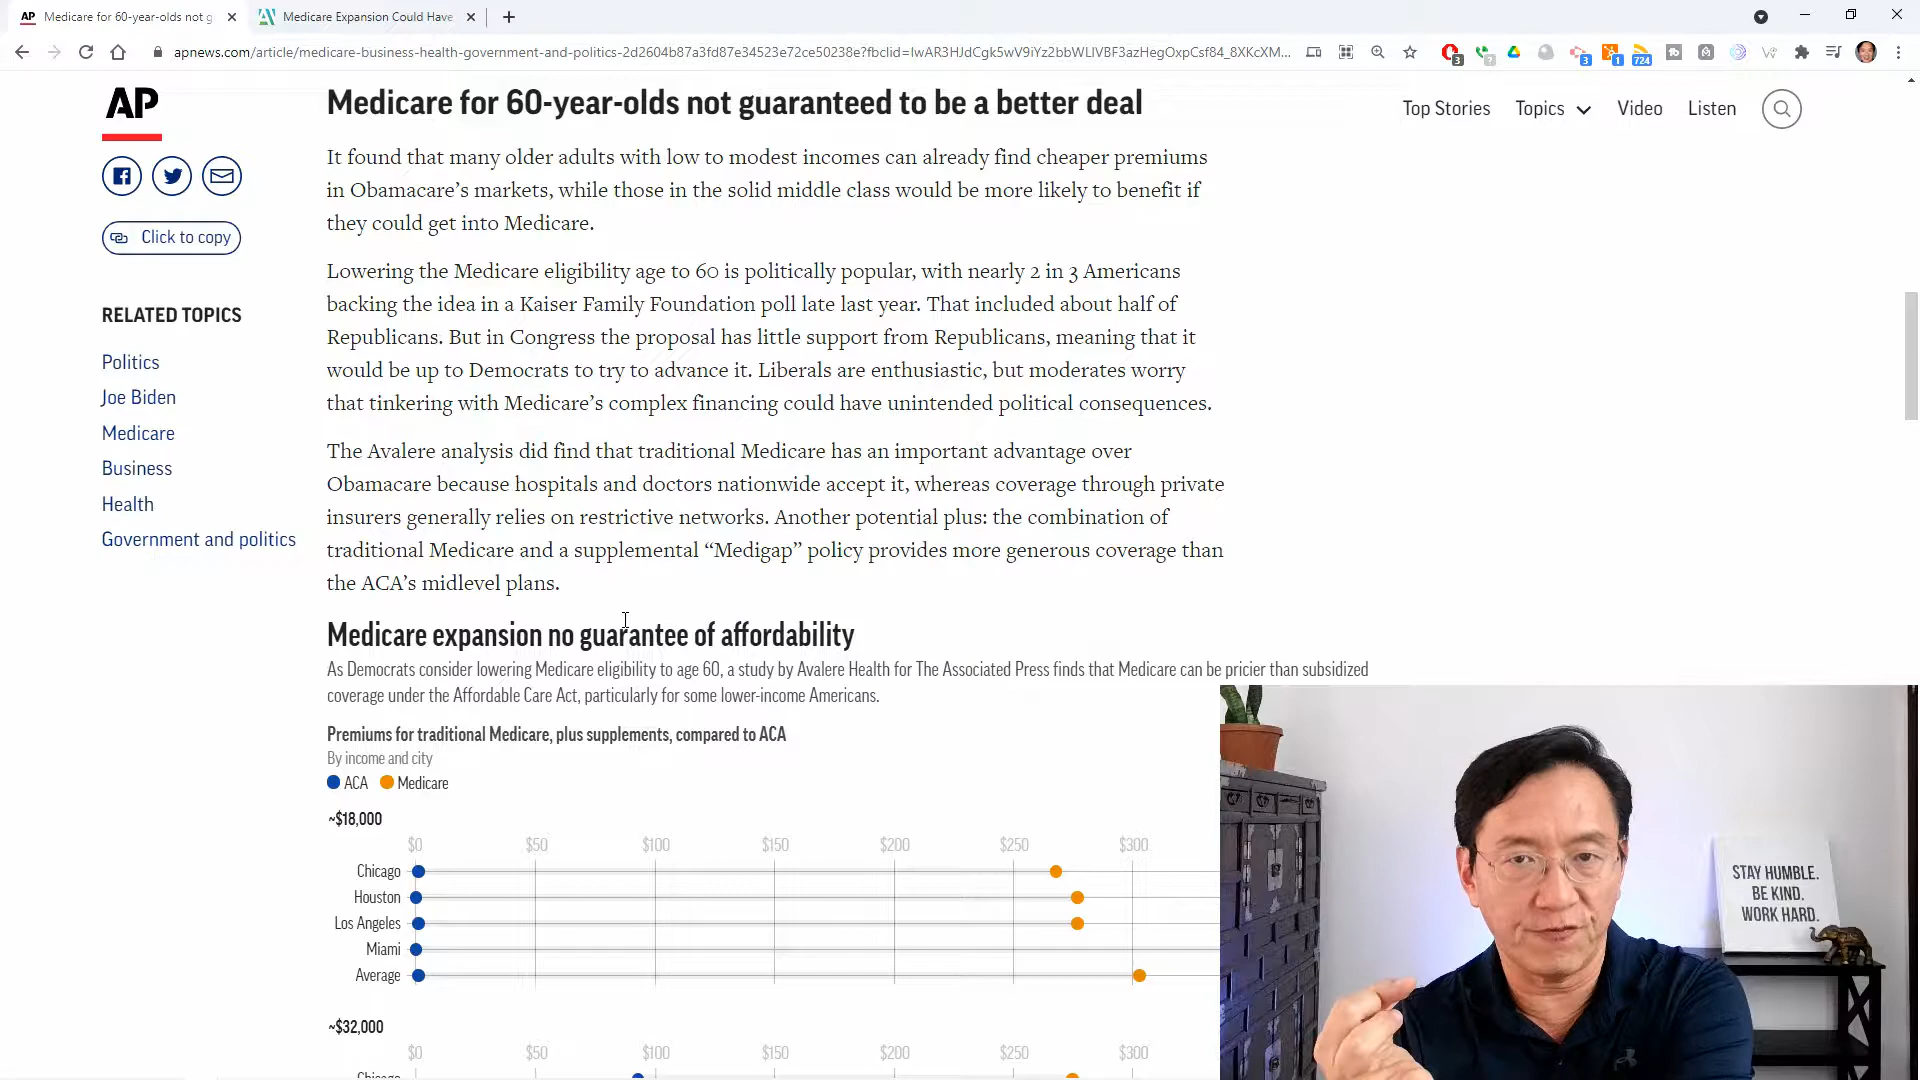 AP Medicare for 60-year-olds not g
Medicare Expansion Could Have
apnews.com/article/medicare-business-health-government-and-politics-2d2604b87a3fd87e34523e72ce50238e?fbclid=IwAR3HJdCgk5wV9iYz2bbWLlVBF3azHegOxpCsf84_8XKcXM...
3
?
3
1
724
AP
Medicare for 60-year-olds not guaranteed to be a better deal
Top Stories Topics Video Listen
Click to copy
RELATED TOPICS
Politics
Joe Biden
Medicare
Business
Health
Government and politics
It found that many older adults with low to modest incomes can already find cheaper premiums
in Obamacare’s markets, while those in the solid middle class would be more likely to benefit if
they could get into Medicare.
Lowering the Medicare eligibility age to 60 is politically popular, with nearly 2 in 3 Americans
backing the idea in a Kaiser Family Foundation poll late last year. That included about half of
Republicans. But in Congress the proposal has little support from Republicans, meaning that it
would be up to Democrats to try to advance it. Liberals are enthusiastic, but moderates worry
that tinkering with Medicare’s complex financing could have unintended political consequences.
The Avalere analysis did find that traditional Medicare has an important advantage over
Obamacare because hospitals and doctors nationwide accept it, whereas coverage through private
insurers generally relies on restrictive networks. Another potential plus: the combination of
traditional Medicare and a supplemental “Medigap” policy provides more generous coverage than
the ACA’s midlevel plans.
Medicare expansion no guarantee of affordability
As Democrats consider lowering Medicare eligibility to age 60, a study by Avalere Health for The Associated Press finds that Medicare can be pricier than subsidized
coverage under the Affordable Care Act, particularly for some lower-income Americans.
Premiums for traditional Medicare, plus supplements, compared to ACA
By income and city
ACA Medicare
~$18,000
$0 $50 $100 $150 $200 $250 $300
Chicago
Houston
Los Angeles
Miami
Average
~$32,000
$0 $50 $100 $150 $200 $250 $300
Chicago
STAY HUMBLE.
BE KIND.
WORK HARD.